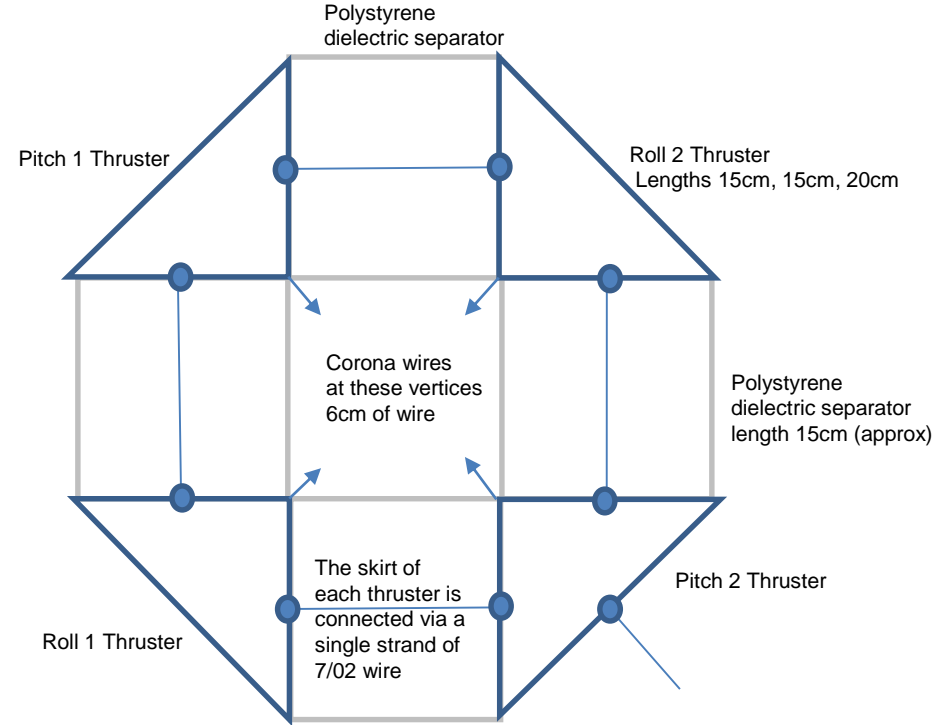 Polystyrene
dielectric separator
Pitch 1 Thruster
Roll 2 Thruster
Lengths 15cm, 15cm, 20cm
Corona wires
at these vertices
6cm of wire
Polystyrene
dielectric separator
length 15cm (approx)
The skirt of
each thruster is
connected via a
single strand of
7/02 wire
Pitch 2 Thruster
Roll 1 Thruster